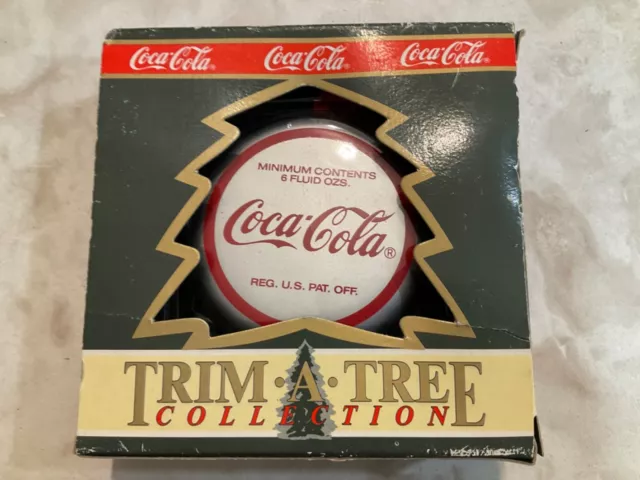 Coca-Cola® Coca-Cola® Coca-Cola®
MINIMUM CONTENTS
6 FLUID OZS.
Coca-Cola®
REG. U.S. PAT. OFF.
TRIM·A·TREE
COLLECTION